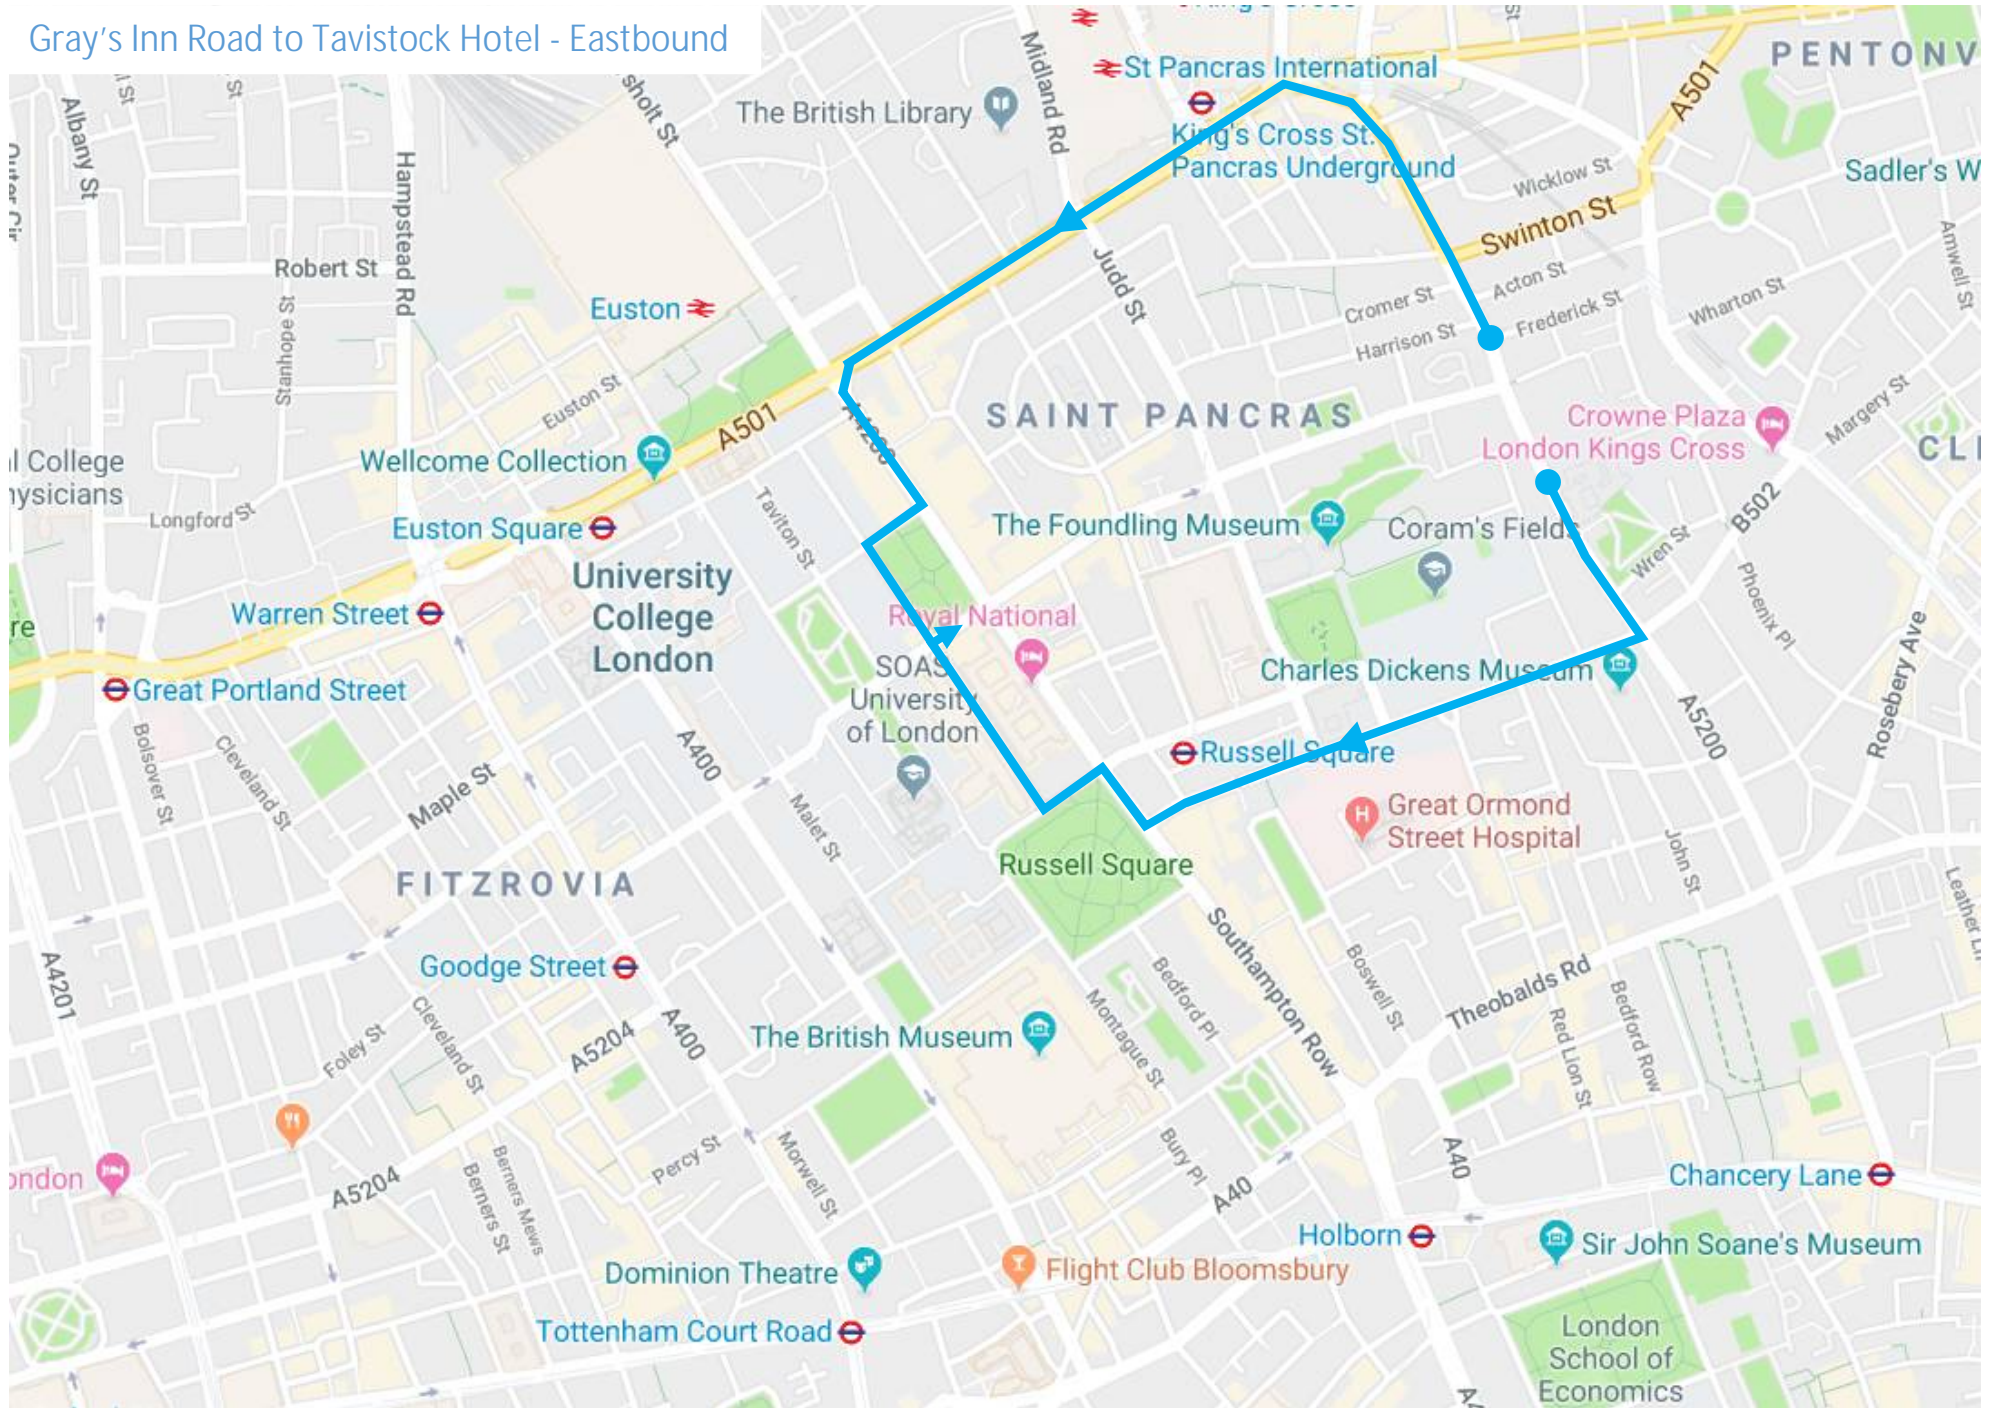 Gray's Inn Road to Tavistock Hotel - Eastbound
St Pancras International
PENTONV
Midland Rd
A501
The British Library
King's Cross St.
Pancras Underground
Albany St
Hampstead Rd
Wicklow St
Sadler's W
Swinton St
Amwell St
Robert St
Judd St
Acton St
Stanhope St
Euston
Cromer St
Frederick St
Wharton St
Harrison St
Euston St
A501
A4200
SAINT PANCRAS
Crowne Plaza
London Kings Cross
Margery St
CLE
l College
Wellcome Collection
hysicians
Longford St
Taviton St
Euston Square
The Foundling Museum
Coram's Fields
B502
Wren St
University
College
London
Phoenix Pl
Warren Street
re
Royal National
Rosebery Ave
SOAS
University
of London
Charles Dickens Museum
Great Portland Street
A5200
Bolsover St
Cleveland St
A400
Russell Square
Maple St
Malet St
Great Ormond
Street Hospital
John St
Russell Square
FITZROVIA
Leather Ln
Southampton Row
Boswell St
Goodge Street
Bedford Pl
Theobalds Rd
A4201
Cleveland St
Montague St
Red Lion St
Bedford Row
Foley St
A5204
A400
The British Museum
Percy St
Morwell St
Bury Pl
A40
A40
ondon
A5204
Berners St
Berners Mews
Chancery Lane
Holborn
Sir John Soane's Museum
Dominion Theatre
Flight Club Bloomsbury
Tottenham Court Road
London
School of
Economics